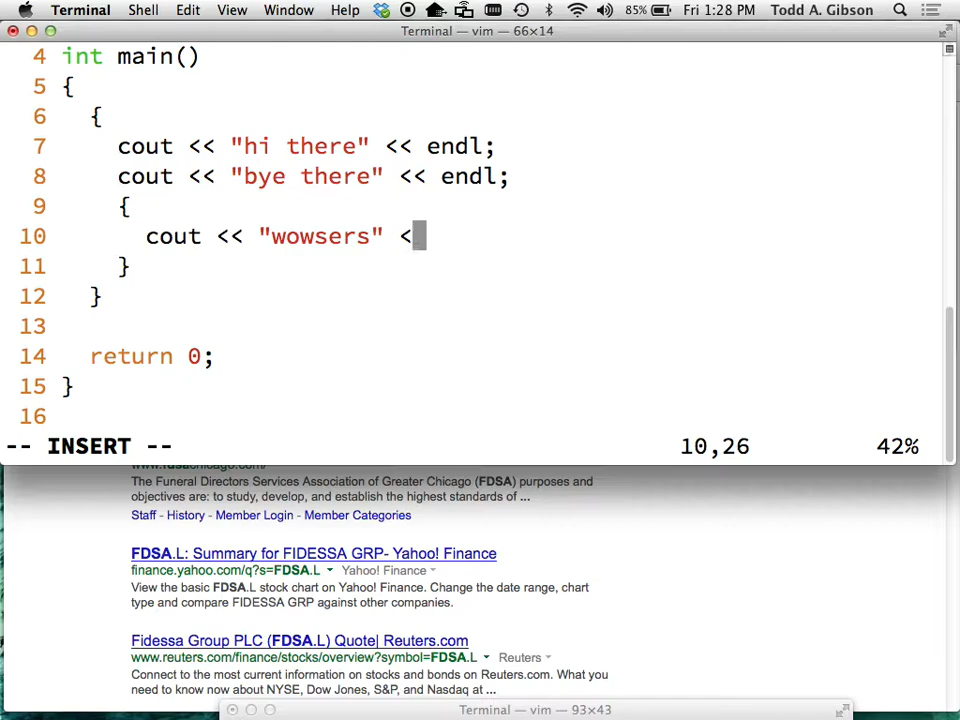 Terminal Shell Edit View Window Help 85% Fri 1:28 PM Todd A. Gibson
Terminal — vim — 66×14
4 int main()
5 {
6   {
7     cout << "hi there" << endl;
8     cout << "bye there" << endl;
9     {
10       cout << "wowsers" <
11     }
12   }
13
14   return 0;
15 }
16
-- INSERT -- 10,26 42%
www.fdsachicago.com/
The Funeral Directors Services Association of Greater Chicago (FDSA) purposes and
objectives are: to study, develop, and establish the highest standards of ...
Staff - History - Member Login - Member Categories
FDSA.L: Summary for FIDESSA GRP- Yahoo! Finance
finance.yahoo.com/q?s=FDSA.L Yahoo! Finance
View the basic FDSA.L stock chart on Yahoo! Finance. Change the date range, chart
type and compare FIDESSA GRP against other companies.
Fidessa Group PLC (FDSA.L) Quote| Reuters.com
www.reuters.com/finance/stocks/overview?symbol=FDSA.L Reuters
Connect to the most current information on stocks and bonds on Reuters.com. How much do you
need to know now about NYSE, Dow Jones, S&P, and Nasdaq at ...
Terminal — vim — 93×43